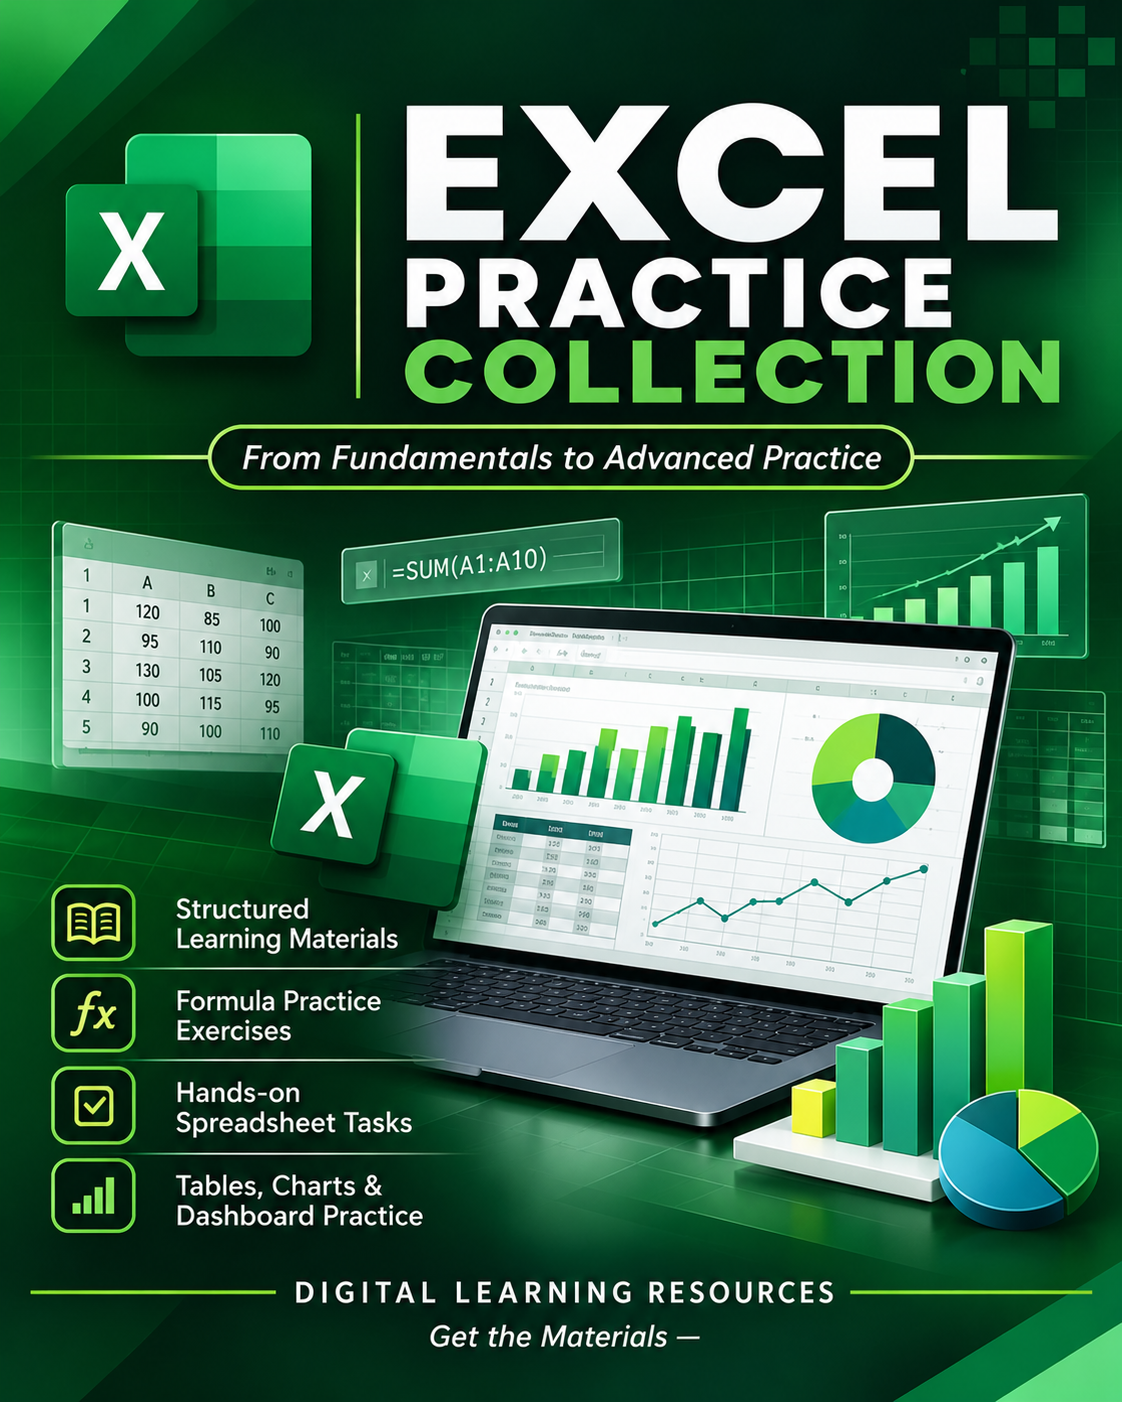 X
EXCEL
PRACTICE
COLLECTION
From Fundamentals to Advanced Practice
=SUM(A1:A10)
1 A B C
1 120 85 100
2 95 110 90
3 130 105 120
4 100 115 95
5 90 100 110
X
Structured
Learning Materials
fx
Formula Practice
Exercises
Hands-on
Spreadsheet Tasks
Tables, Charts &
Dashboard Practice
DIGITAL LEARNING RESOURCES
Get the Materials —